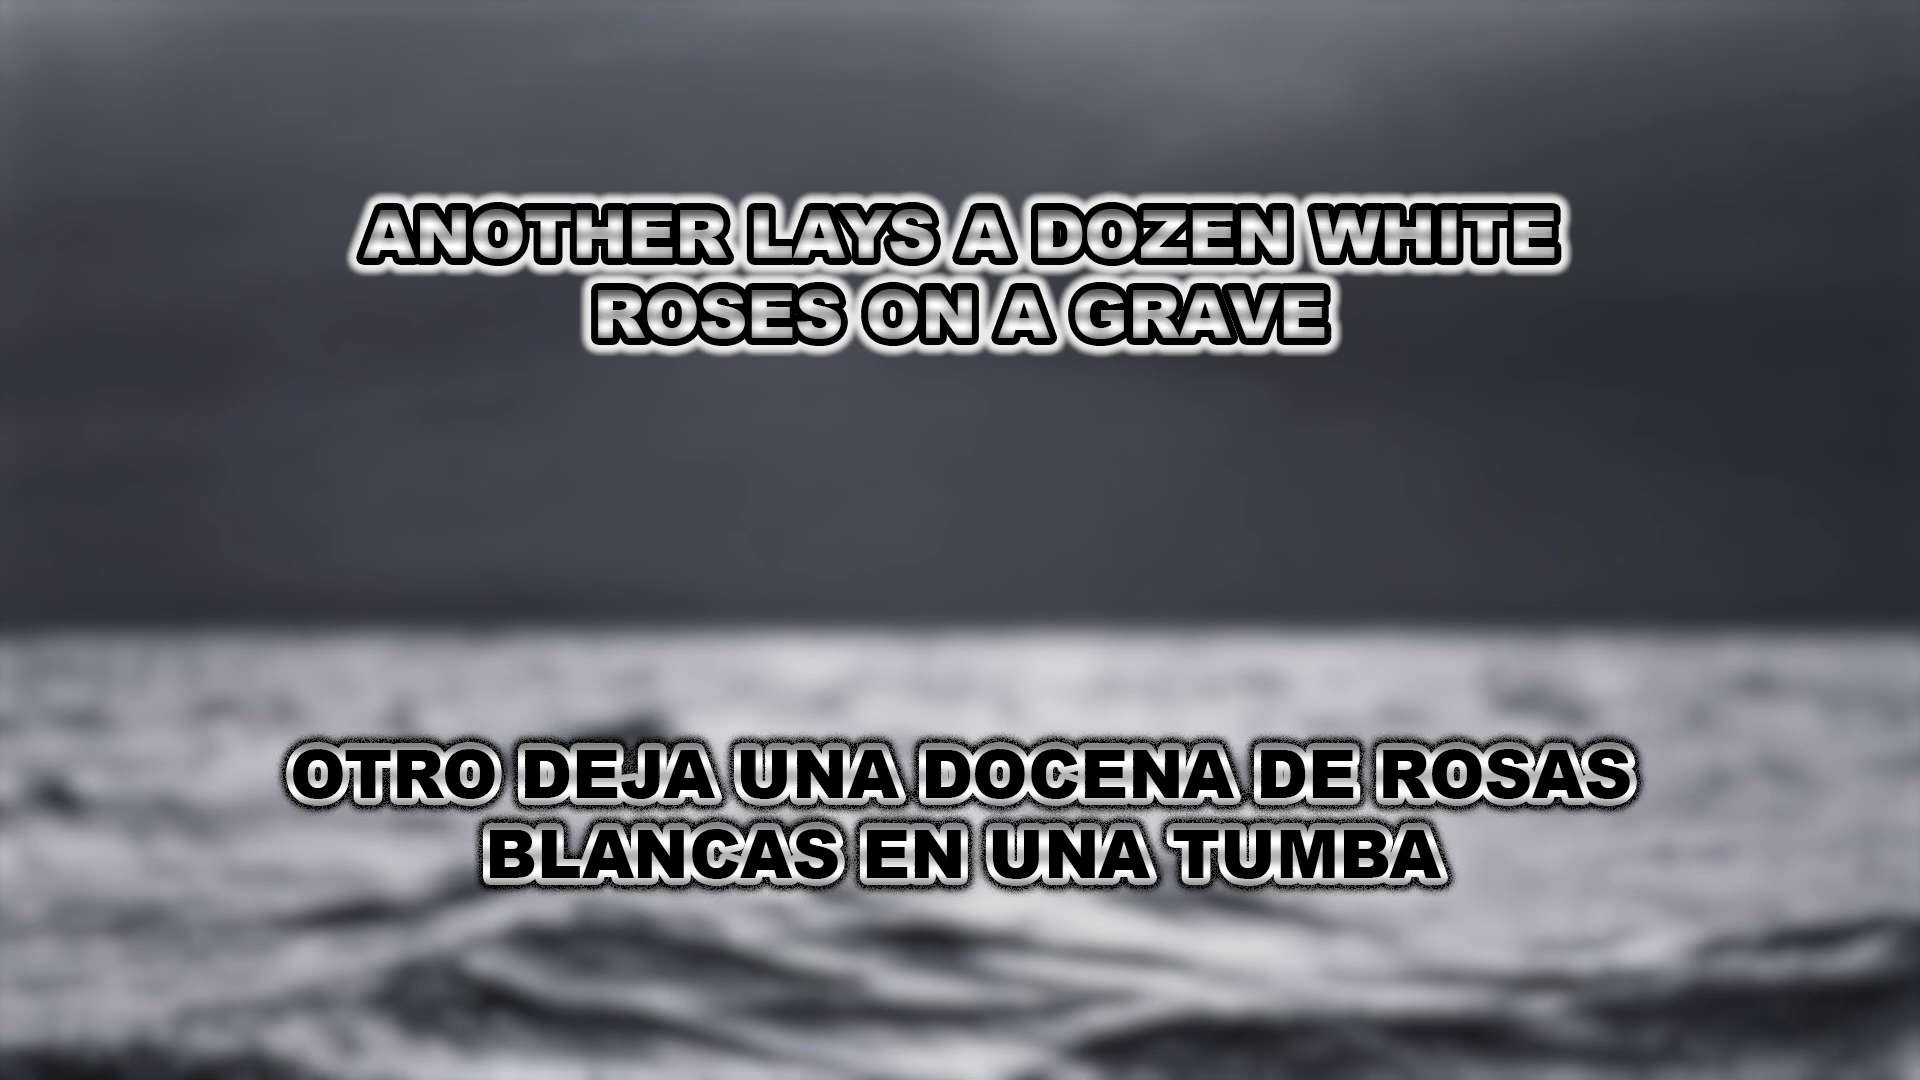 ANOTHER LAYS A DOZEN WHITE
ROSES ON A GRAVE
OTRO DEJA UNA DOCENA DE ROSAS
BLANCAS EN UNA TUMBA